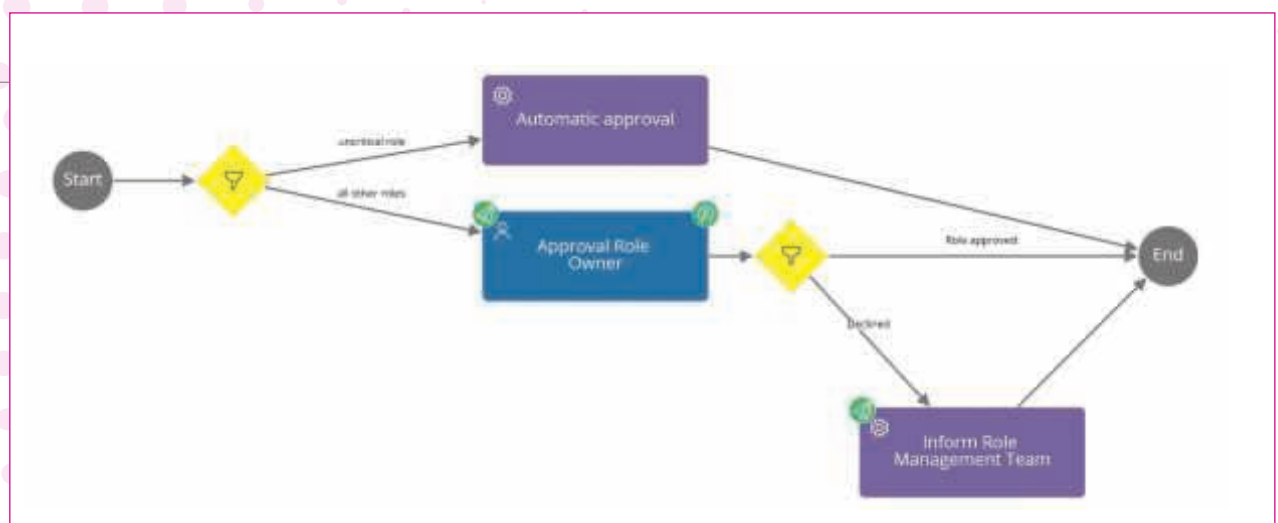 Start
uncritical role
all other roles
Automatic approval
Approval Role
Owner
Role approved
Declined
End
Inform Role
Management Team